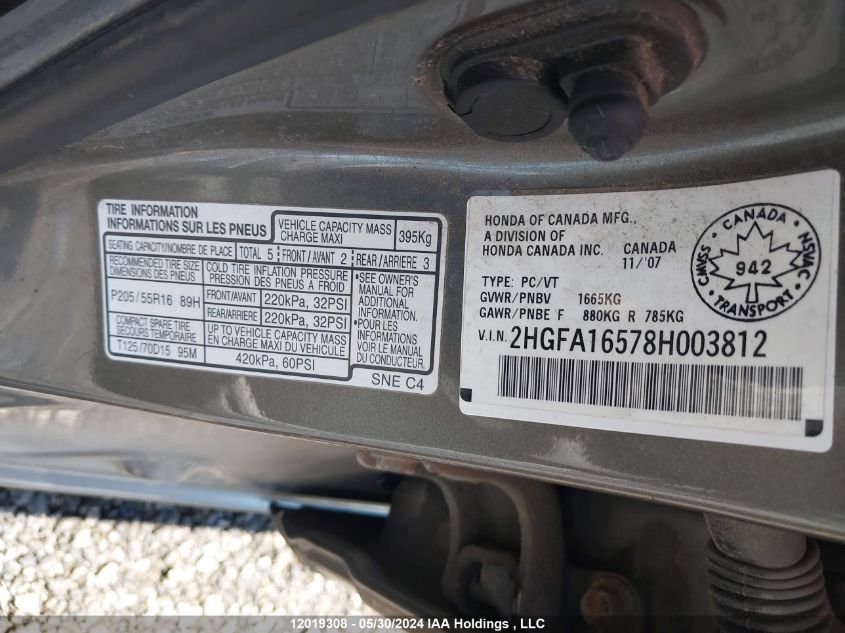 TIRE INFORMATION
INFORMATIONS SUR LES PNEUS
VEHICLE CAPACITY MASS
CHARGE MAXI
395Kg
SEATING CAPACITY/NOMBRE DE PLACE
TOTAL 5
FRONT/AVANT 2
REAR/ARRIERE 3
RECOMMENDED TIRE SIZE
DIMENSIONS DES PNEUS
COLD TIRE INFLATION PRESSURE
PRESSION DES PNEUS A FROID
P205/55R16 89H
FRONT/AVANT
220kPa, 32PSI
REAR/ARRIERE
220kPa, 32PSI
COMPACT SPARE TIRE
SECOURS TEMPORAIRE
UP TO VEHICLE CAPACITY
EN CHARGE MAXI DU VEHICULE
T125/70D15 95M
420kPa, 60PSI
•SEE OWNER'S
MANUAL FOR
ADDITIONAL
INFORMATION.
•POUR LES
INFORMATIONS
COMPLEMENTAIRES,
CONSULTER LE
MANUEL DU
CONDUCTEUR.
SNE C4
HONDA OF CANADA MFG.,
A DIVISION OF
HONDA CANADA INC. CANADA
11/'07
TYPE: PC/VT
GVWR/PNBV 1665KG
GAWR/PNBE F 880KG R 785KG
V.I.N. 2HGFA16578H003812
CANADA
CMVSS
NSVAC
942
TRANSPORT
12019308 - 05/30/2024 IAA Holdings , LLC